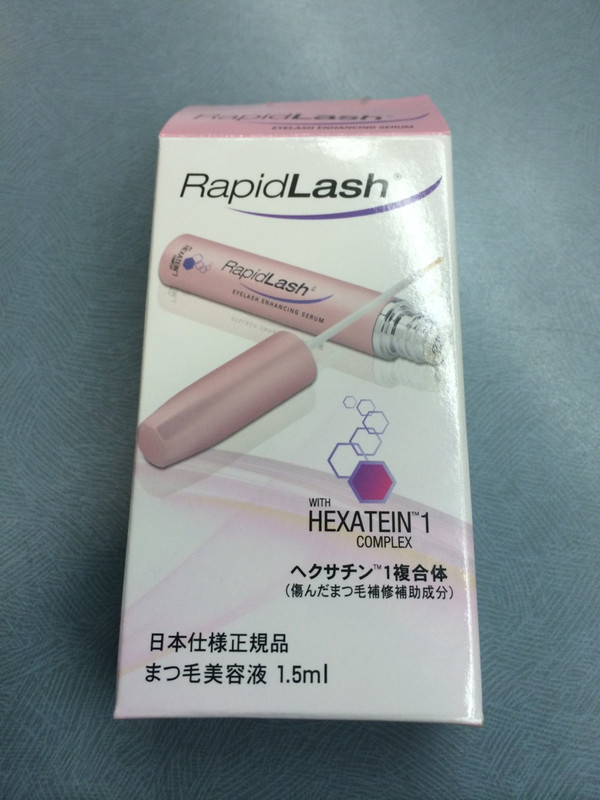 RapidLash
EYELASH ENHANCING SERUM
RapidLash®
HEXATEIN™1
RapidLash®
EYELASH ENHANCING SERUM
WITH
HEXATEIN™1
COMPLEX
ヘクサチン™1複合体
(傷んだまつ毛補修補助成分)
日本仕様正規品
まつ毛美容液 1.5ml